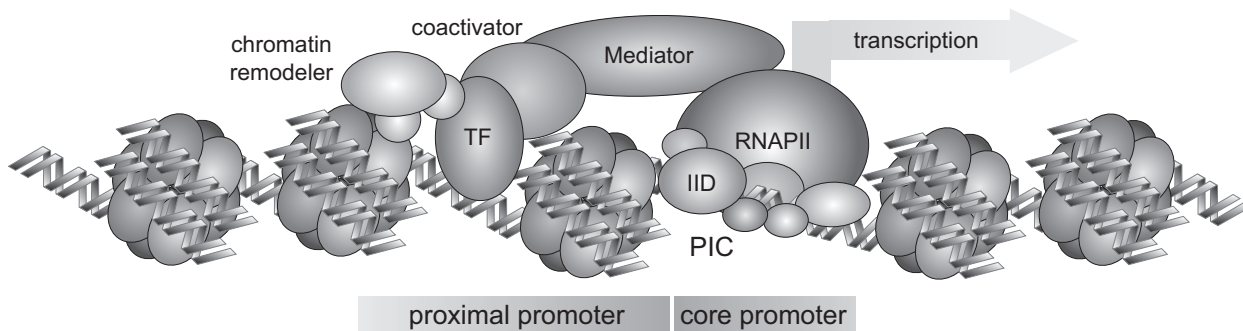 coactivator
chromatin
remodeler
Mediator
transcription
TF
RNAPII
IID
PIC
proximal promoter
core promoter